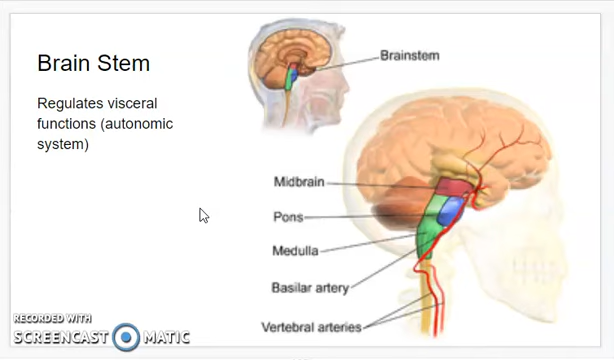 Brain Stem
Regulates visceral
functions (autonomic
system)
Brainstem
Midbrain
Pons
Medulla
Basilar artery
Vertebral arteries
RECORDED WITH
SCREENCAST MATIC